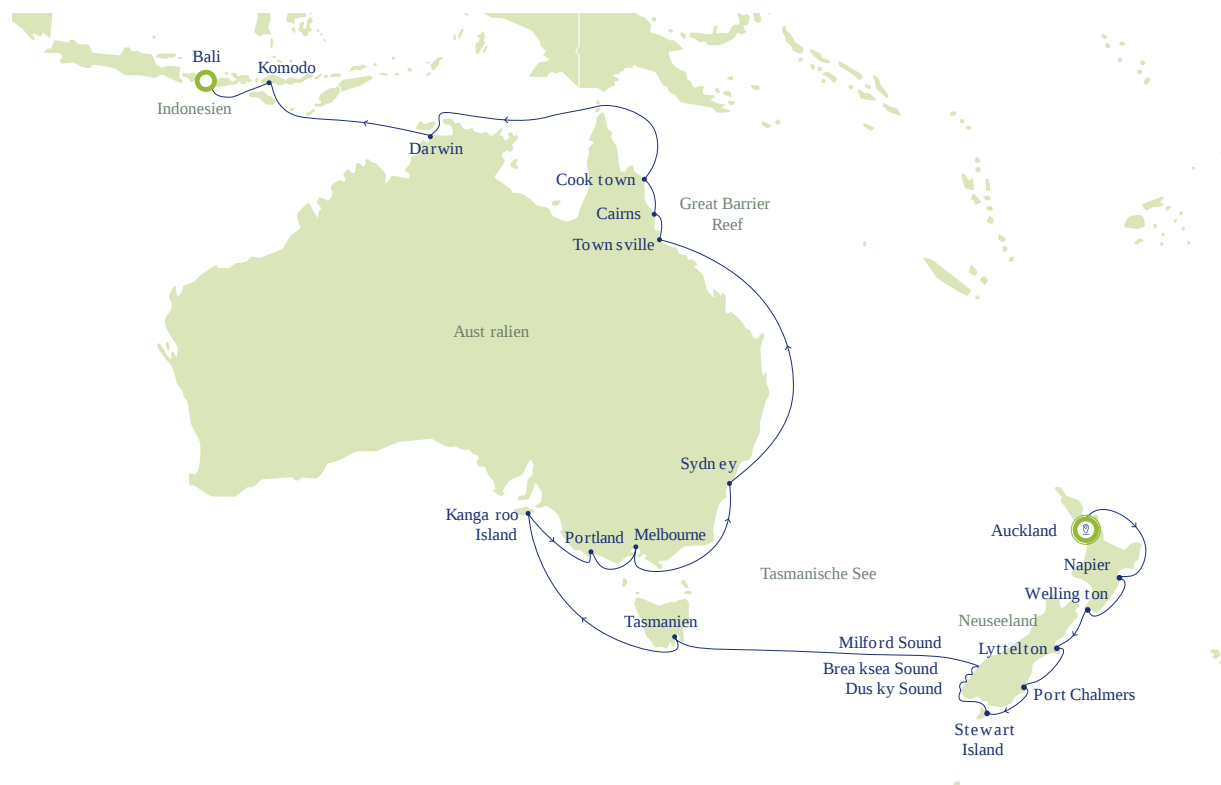 Bali
Komodo
Indonesien
Darwin
Cook town
Great Barrier
Reef
Cairns
Town sville
Aust ralien
Sydn ey
Kanga roo
Island
Portland
Melbourne
Auckland
Napier
Tasmanische See
Welling ton
Neuseeland
Tasmanien
Milford Sound
Lyttelton
Brea ksea Sound
Dus ky Sound
Port Chalmers
Stewart
Island